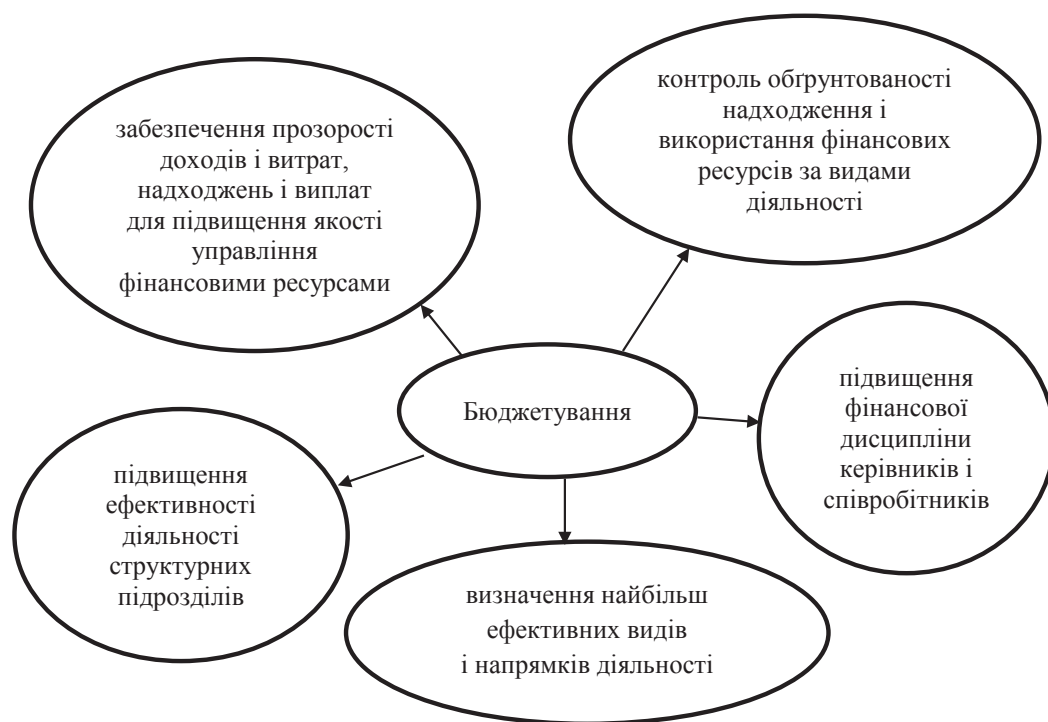 забезпечення прозорості
доходів і витрат,
надходжень і виплат
для підвищення якості
управління
фінансовими ресурсами
контроль обґрунтованості
надходження і
використання фінансових
ресурсів за видами
діяльності
Бюджетування
підвищення
фінансової
дисципліни
керівників і
співробітників
підвищення
ефективності
діяльності
структурних
підрозділів
визначення найбільш
ефективних видів
і напрямків діяльності